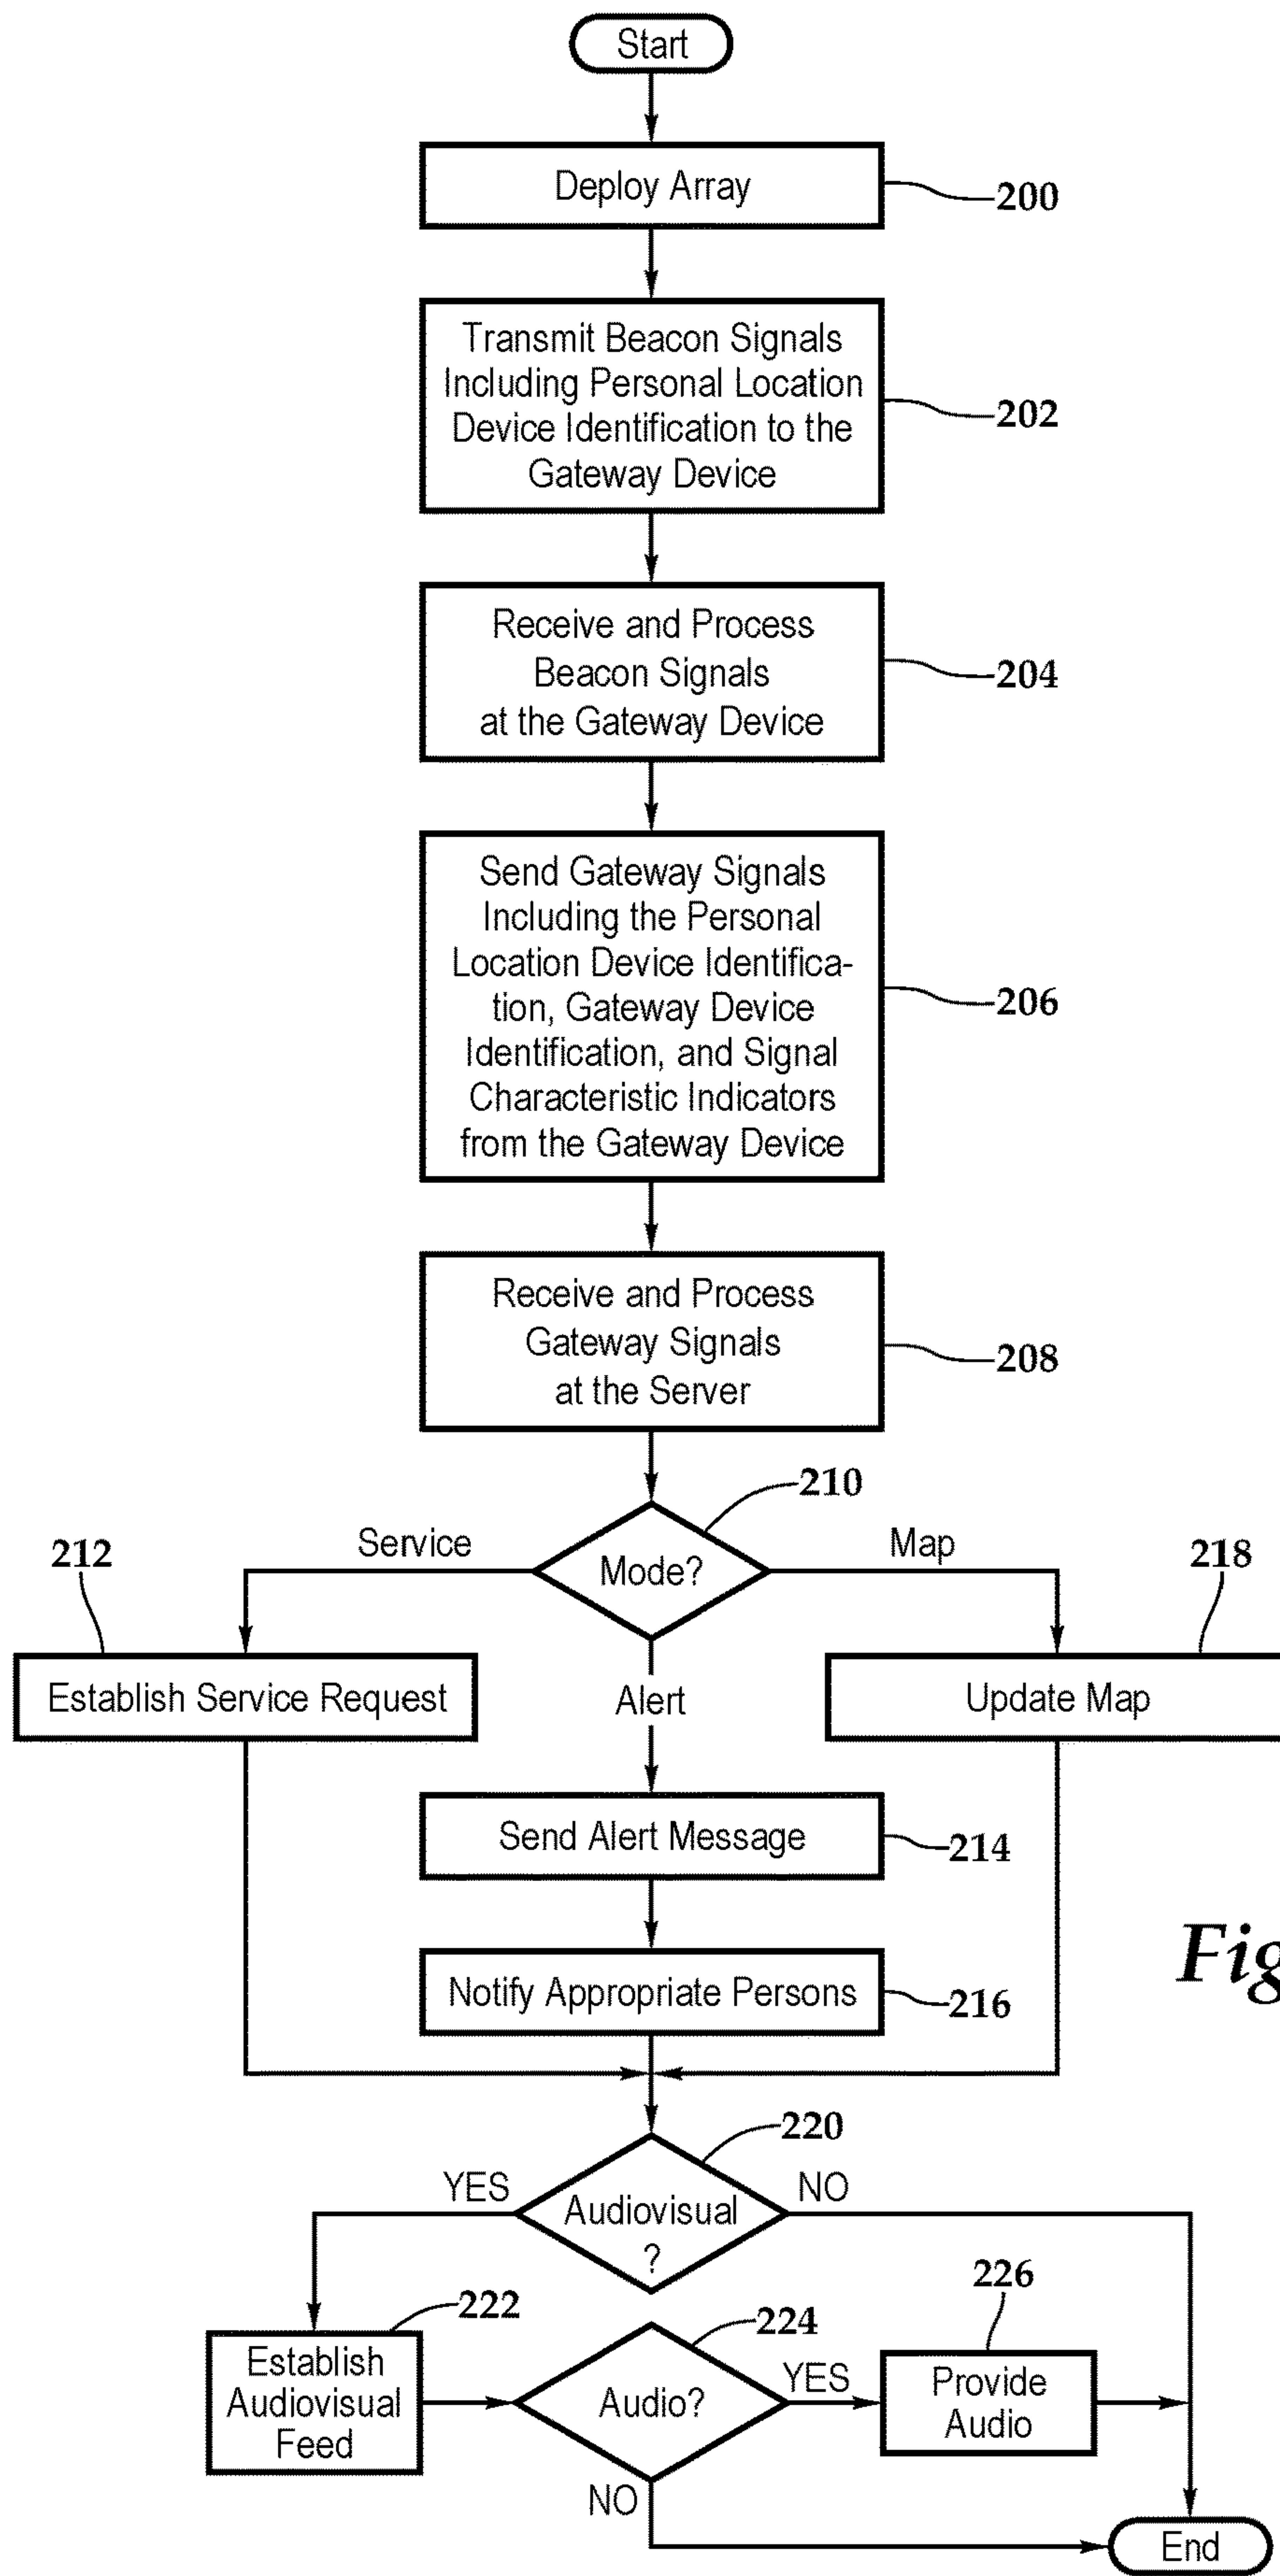 Start
Deploy Array
200
Transmit Beacon Signals
Including Personal Location
Device Identification to the
Gateway Device
202
Receive and Process
Beacon Signals
at the Gateway Device
204
Send Gateway Signals
Including the Personal
Location Device Identifica-
tion, Gateway Device
Identification, and Signal
Characteristic Indicators
from the Gateway Device
206
Receive and Process
Gateway Signals
at the Server
208
210
Service
Mode?
Map
212
218
Establish Service Request
Alert
Update Map
Send Alert Message
214
Notify Appropriate Persons
216
Fig
220
YES
NO
Audiovisual
?
222
224
226
Establish
Audiovisual
Feed
Audio?
YES
Provide
Audio
NO
End